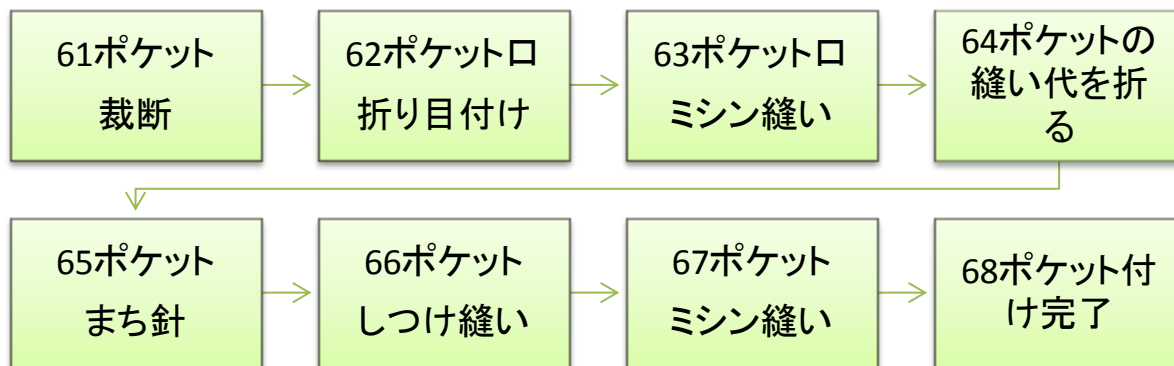 61ポケット
裁断
62ポケット口
折り目付け
63ポケット口
ミシン縫い
64ポケットの
縫い代を折
る
65ポケット
まち針
66ポケット
しつけ縫い
67ポケット
ミシン縫い
68ポケット付
け完了